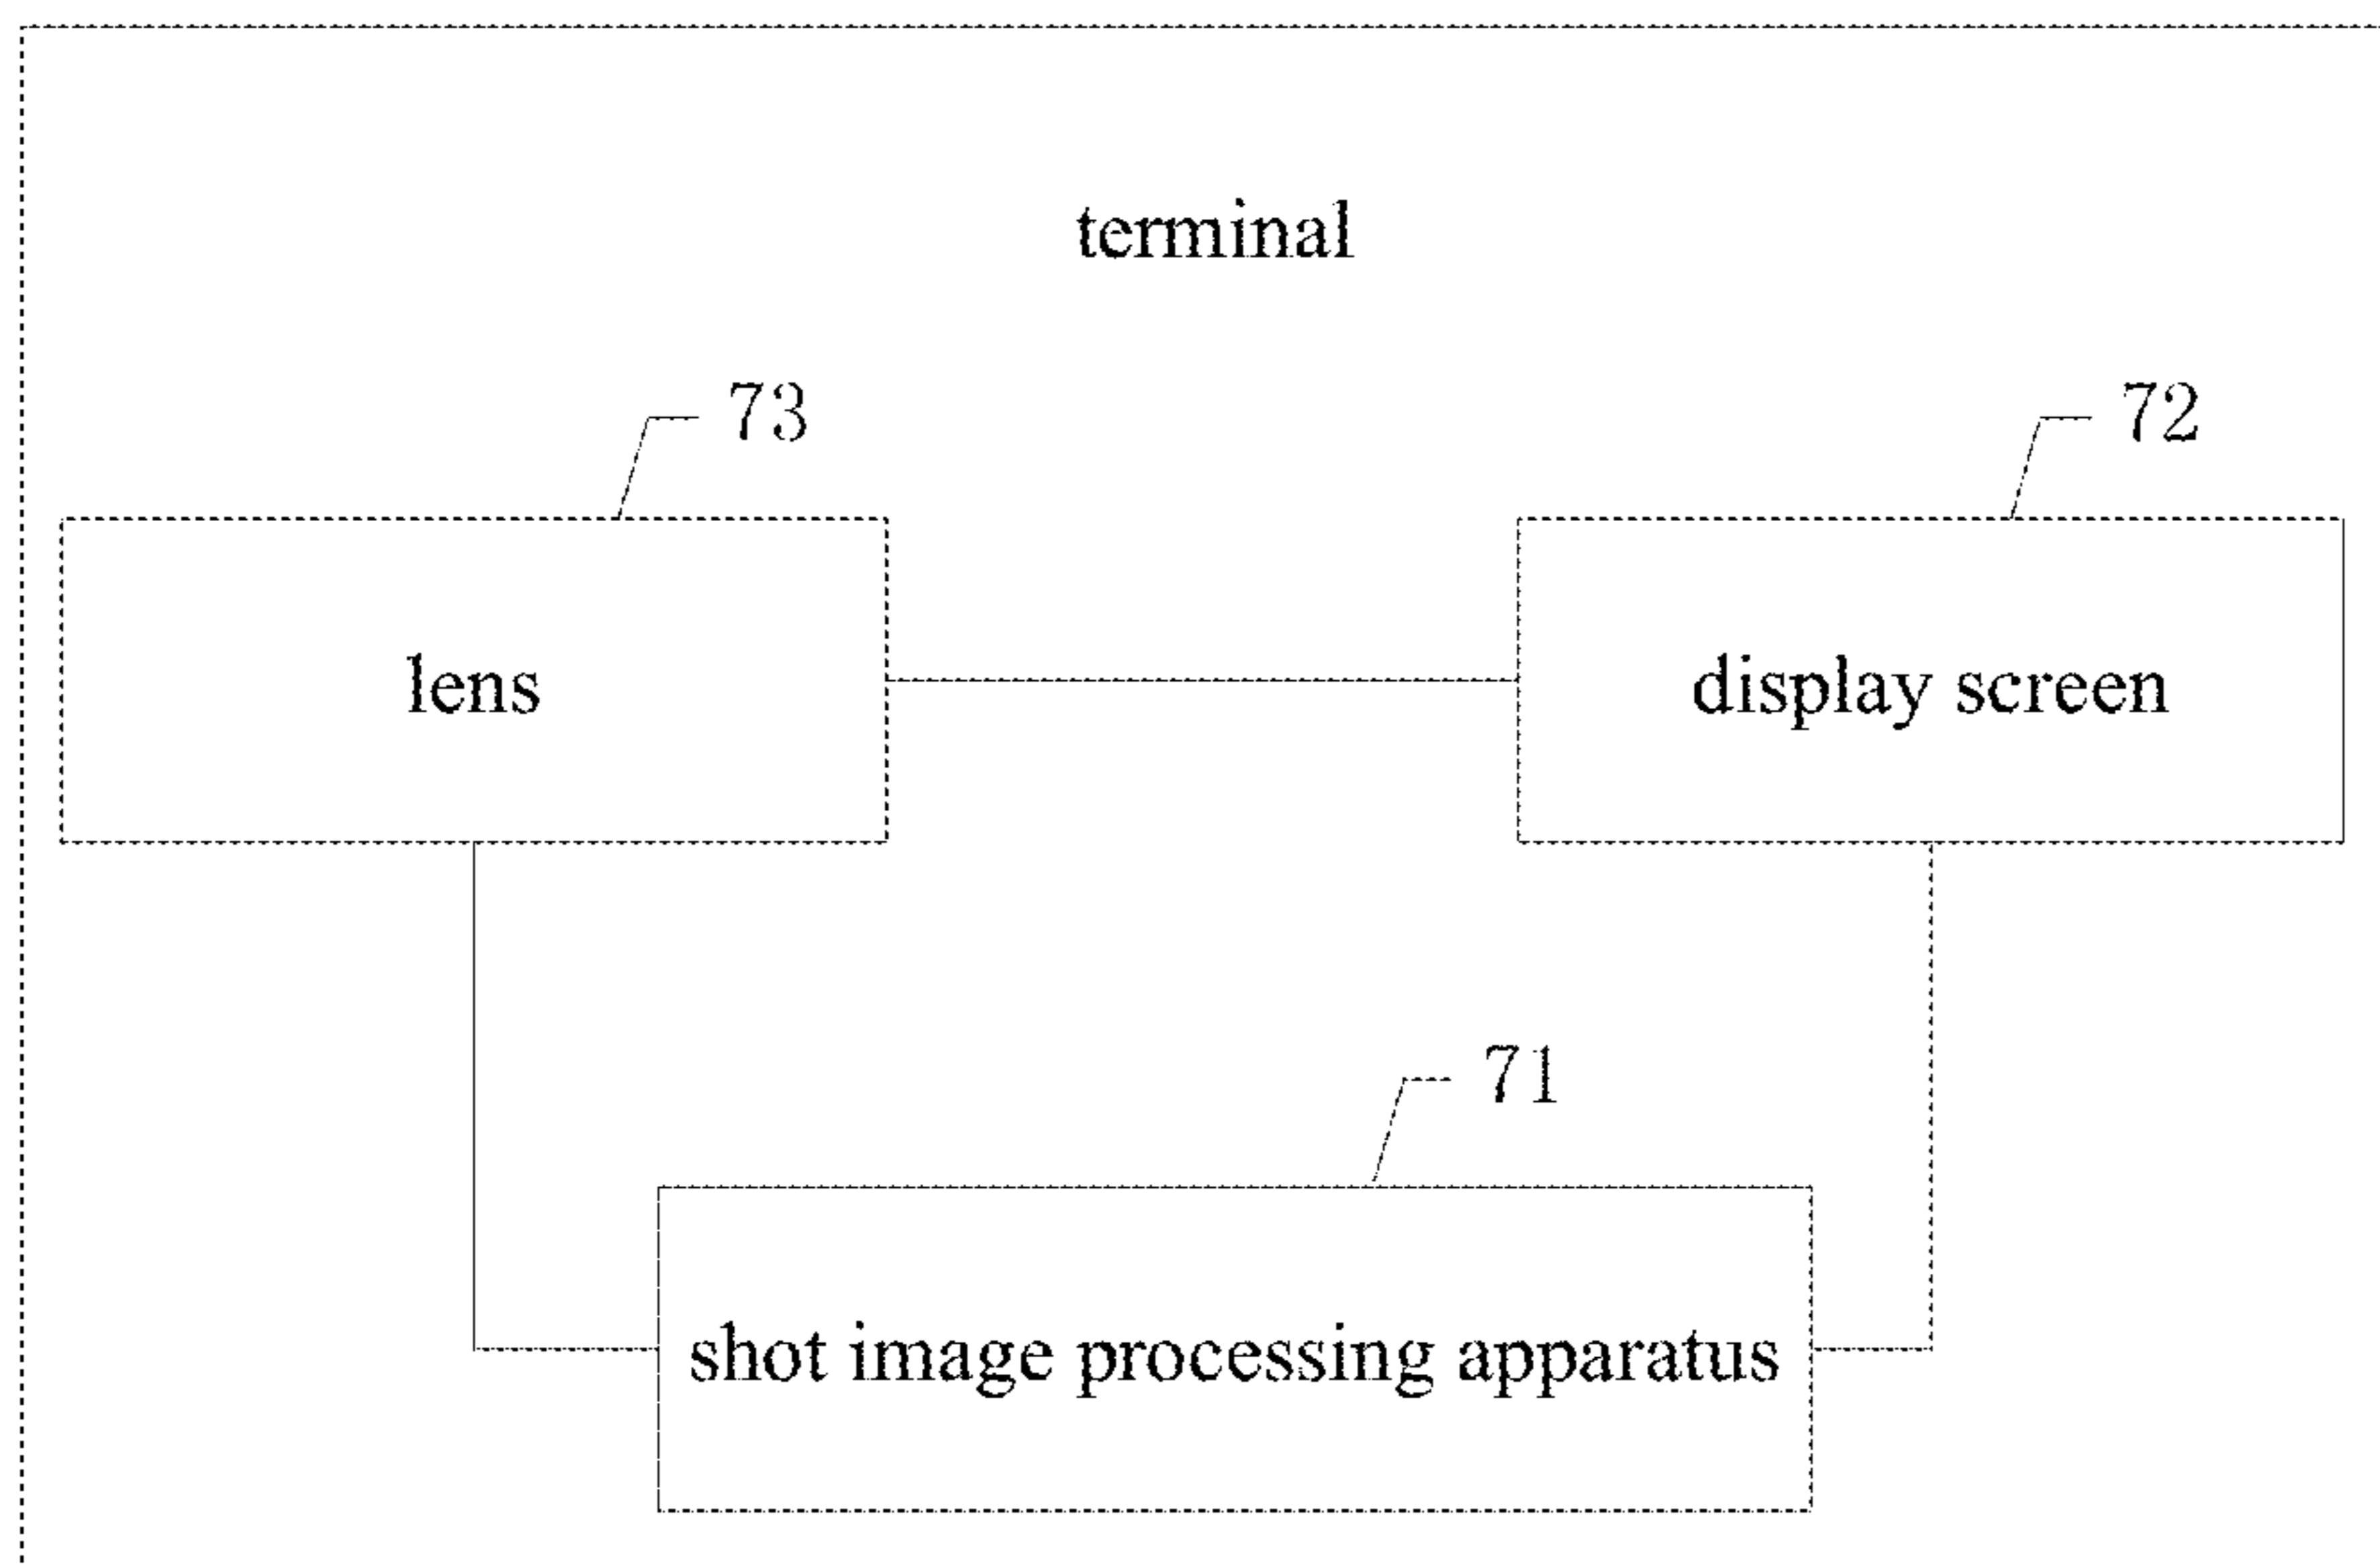 terminal
73
72
lens
display screen
71
shot image processing apparatus